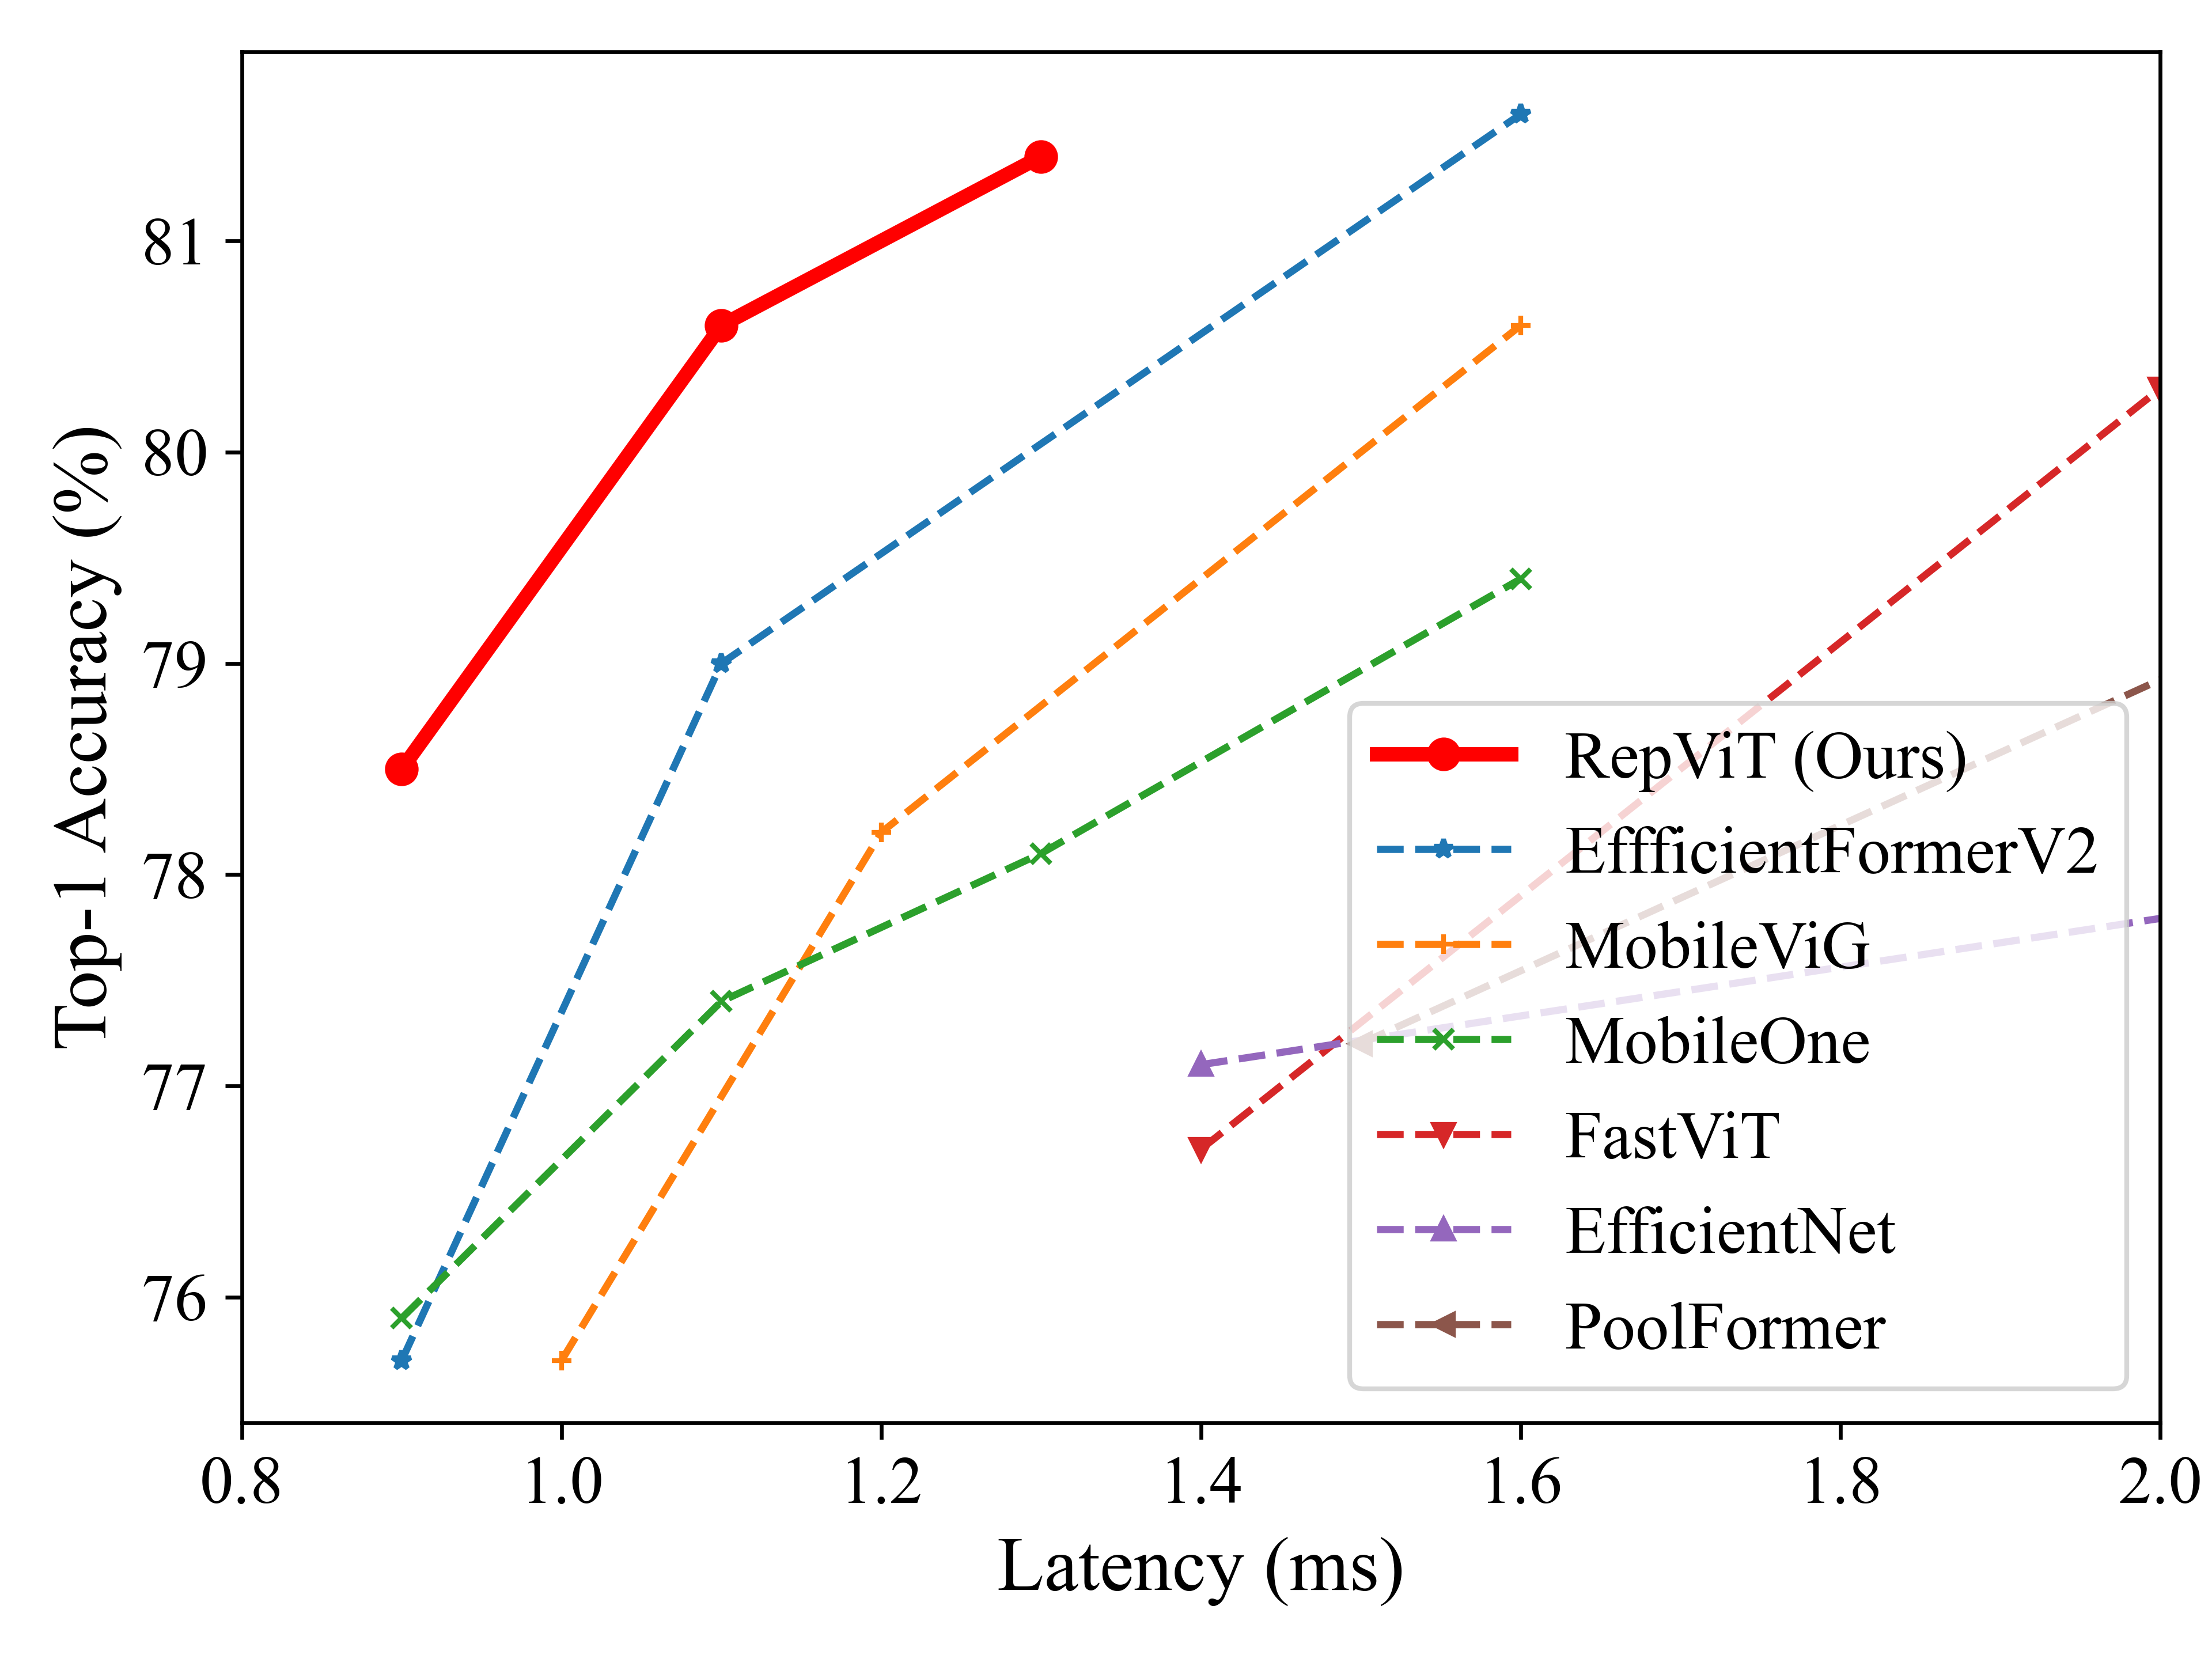 Top-1 Accuracy (%)
81
80
79
78
77
76
RepViT (Ours)
EffficientFormerV2
MobileViG
MobileOne
FastViT
EfficientNet
PoolFormer
0.8 1.0 1.2 1.4 1.6 1.8 2.0
Latency (ms)